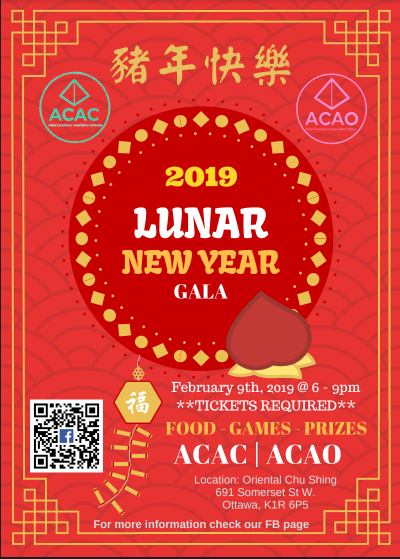 豬年快樂
ACAC
ACAO
2019
LUNAR
NEW YEAR
GALA
福
February 9th, 2019 @ 6 - 9pm
**TICKETS REQUIRED**
FOOD - GAMES - PRIZES
ACAC | ACAO
Location: Oriental Chu Shing
691 Somerset St W.
Ottawa, K1R 6P5
For more information check our FB page